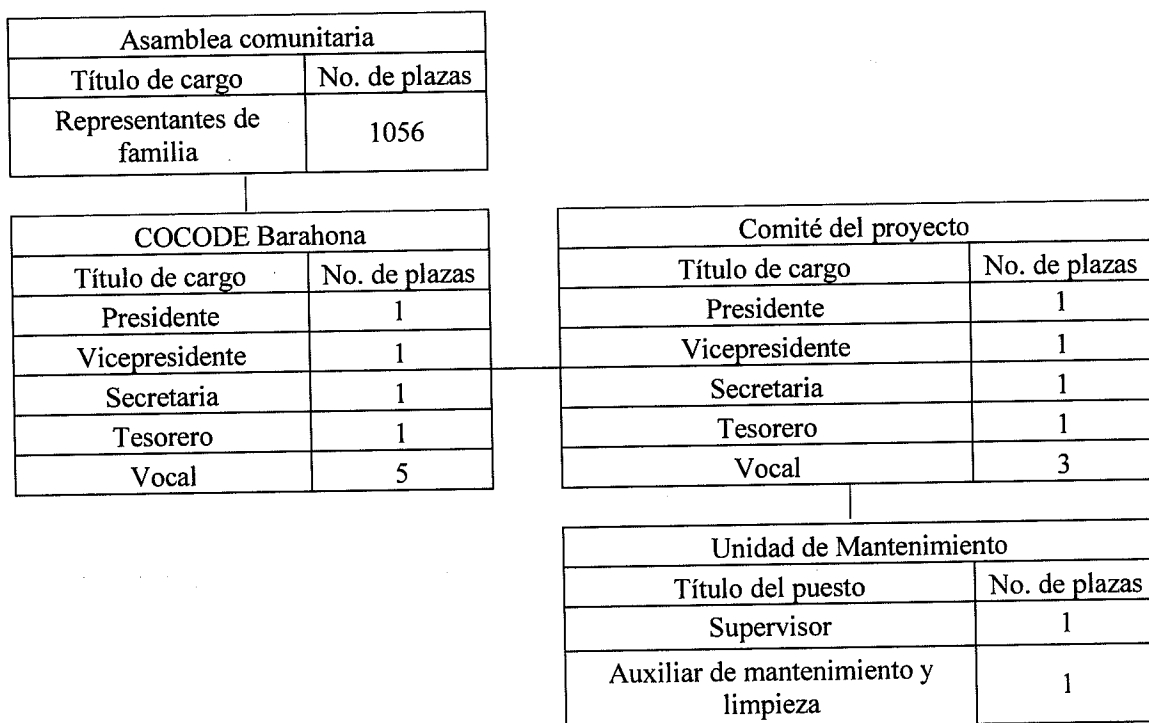 Asamblea comunitaria
Título de cargo No. de plazas
Representantes de
familia
1056
COCODE Barahona
Título de cargo No. de plazas
Presidente 1
Vicepresidente 1
Secretaria 1
Tesorero 1
Vocal 5
Comité del proyecto
Título de cargo No. de plazas
Presidente 1
Vicepresidente 1
Secretaria 1
Tesorero 1
Vocal 3
Unidad de Mantenimiento
Título del puesto No. de plazas
Supervisor 1
Auxiliar de mantenimiento y
limpieza
1